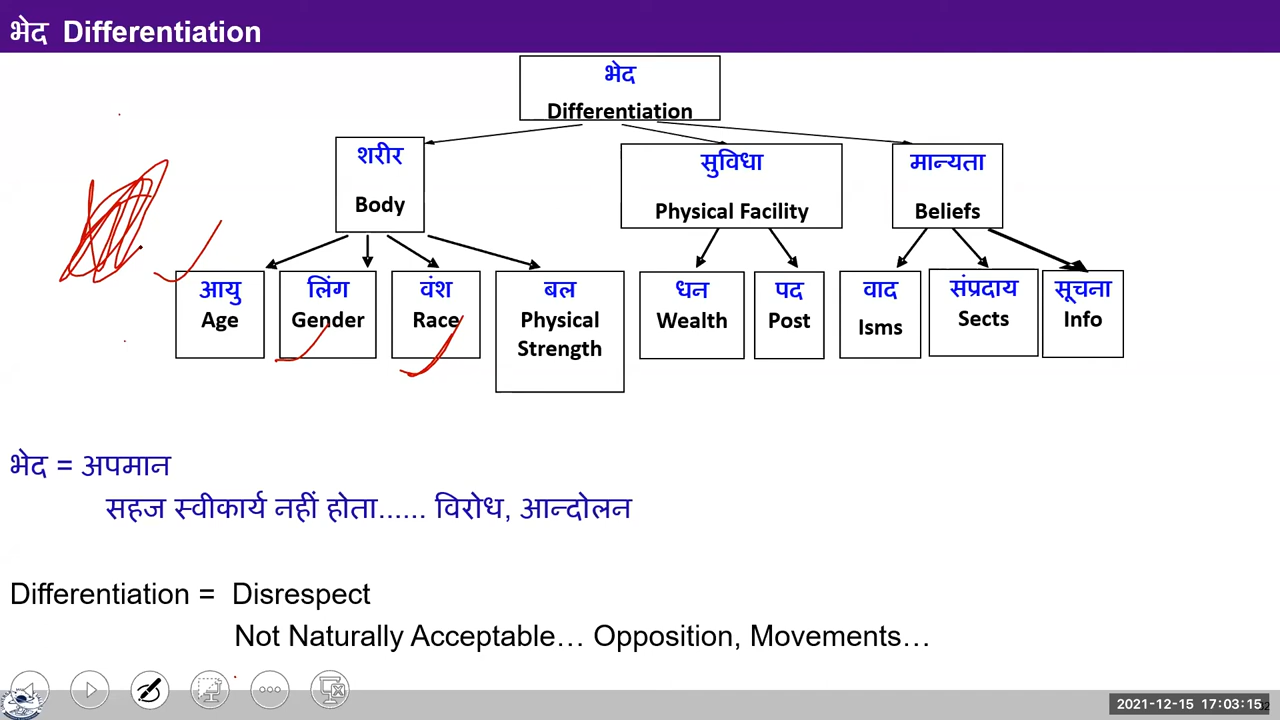 भेद Differentiation
भेद
Differentiation
शरीर
Body
सुविधा
Physical Facility
मान्यता
Beliefs
आयु
Age
लिंग
Gender
वंश
Race
बल
Physical
Strength
धन
Wealth
पद
Post
वाद
Isms
संप्रदाय
Sects
सूचना
Info
भेद = अपमान
सहज स्वीकार्य नहीं होता...... विरोध, आन्दोलन
Differentiation = Disrespect
Not Naturally Acceptable… Opposition, Movements…
2021-12-15 17:03:15